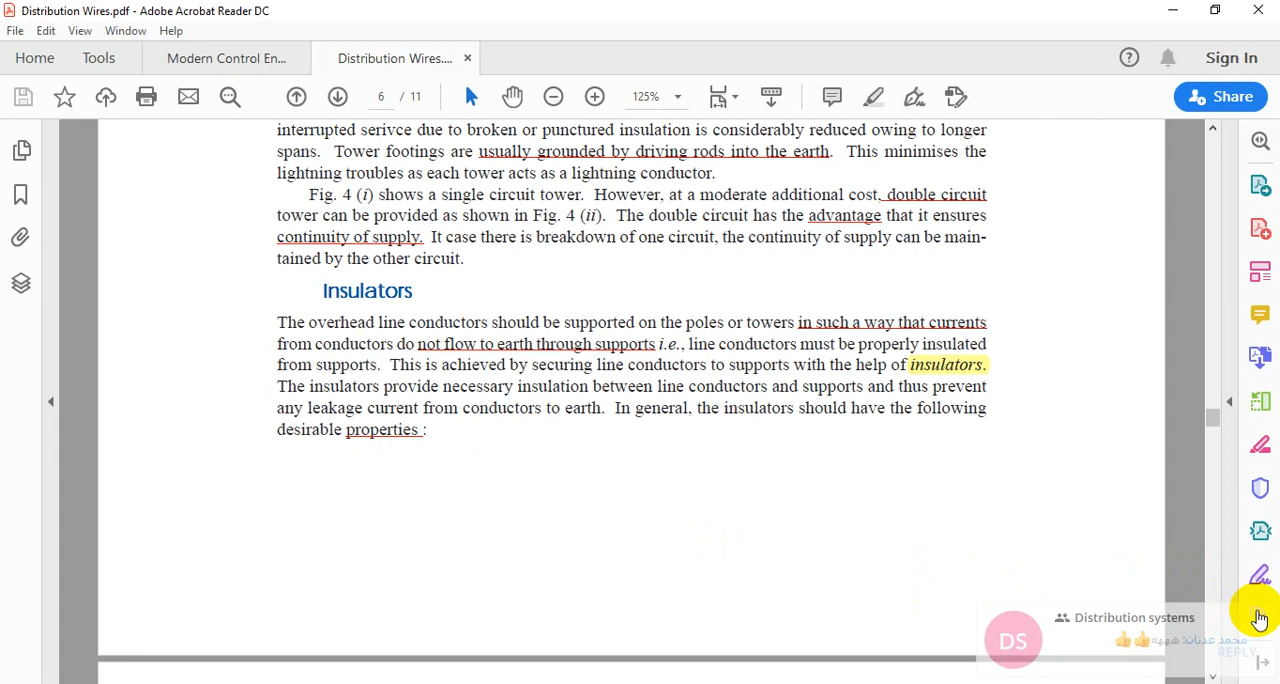 Distribution Wires.pdf - Adobe Acrobat Reader DC
File Edit View Window Help
Home Tools Modern Control En... Distribution Wires.... × Sign In
6 / 11 125% Share
interrupted serivce due to broken or punctured insulation is considerably reduced owing to longer
spans. Tower footings are usually grounded by driving rods into the earth. This minimises the
lightning troubles as each tower acts as a lightning conductor.
Fig. 4 (i) shows a single circuit tower. However, at a moderate additional cost, double circuit
tower can be provided as shown in Fig. 4 (ii). The double circuit has the advantage that it ensures
continuity of supply. It case there is breakdown of one circuit, the continuity of supply can be main-
tained by the other circuit.
Insulators
The overhead line conductors should be supported on the poles or towers in such a way that currents
from conductors do not flow to earth through supports i.e., line conductors must be properly insulated
from supports. This is achieved by securing line conductors to supports with the help of insulators.
The insulators provide necessary insulation between line conductors and supports and thus prevent
any leakage current from conductors to earth. In general, the insulators should have the following
desirable properties :
Distribution systems
DS
محمد عدنان: هههه 👍👍
REPLY